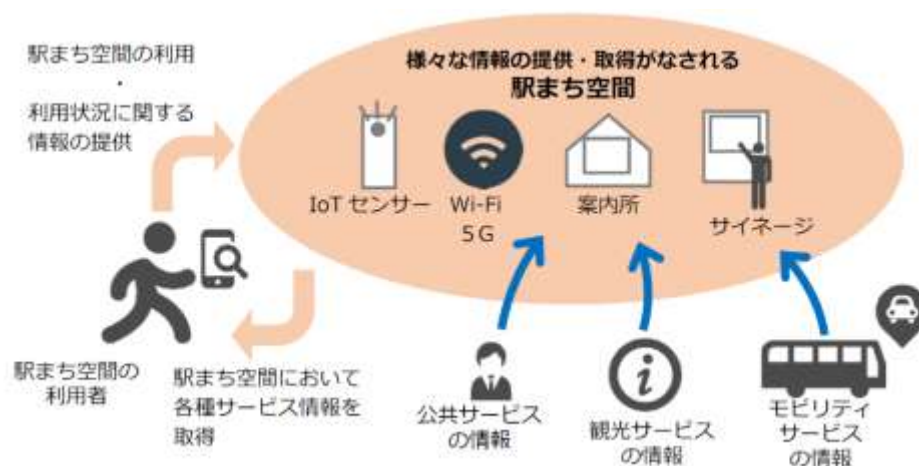 駅まち空間の利用
・
利用状況に関する
情報の提供
様々な情報の提供・取得がなされる
駅まち空間
IoT センサー
Wi-Fi
5G
案内所
サイネージ
駅まち空間の
利用者
駅まち空間において
各種サービス情報を
取得
公共サービス
の情報
観光サービス
の情報
モビリティ
サービス
の情報